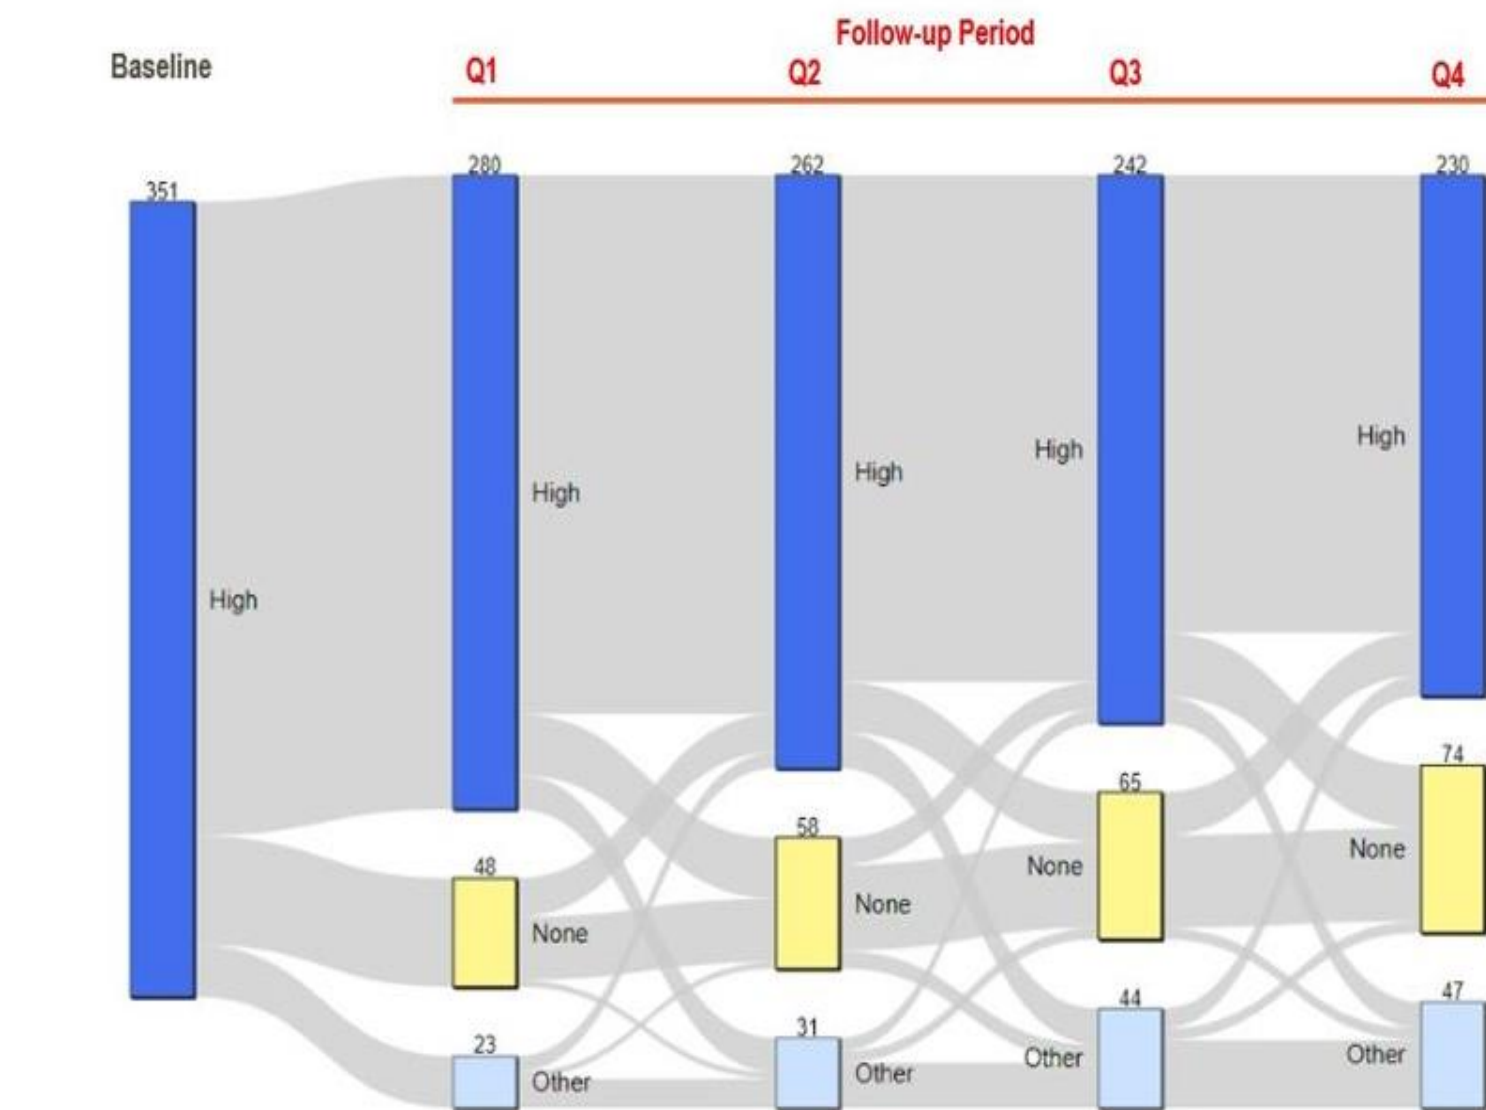 Follow-up Period
Baseline Q1 Q2 Q3 Q4
351 280 262 242 230
High High High High High
48 58 65 74
None None None None
23 31 44 47
Other Other Other Other